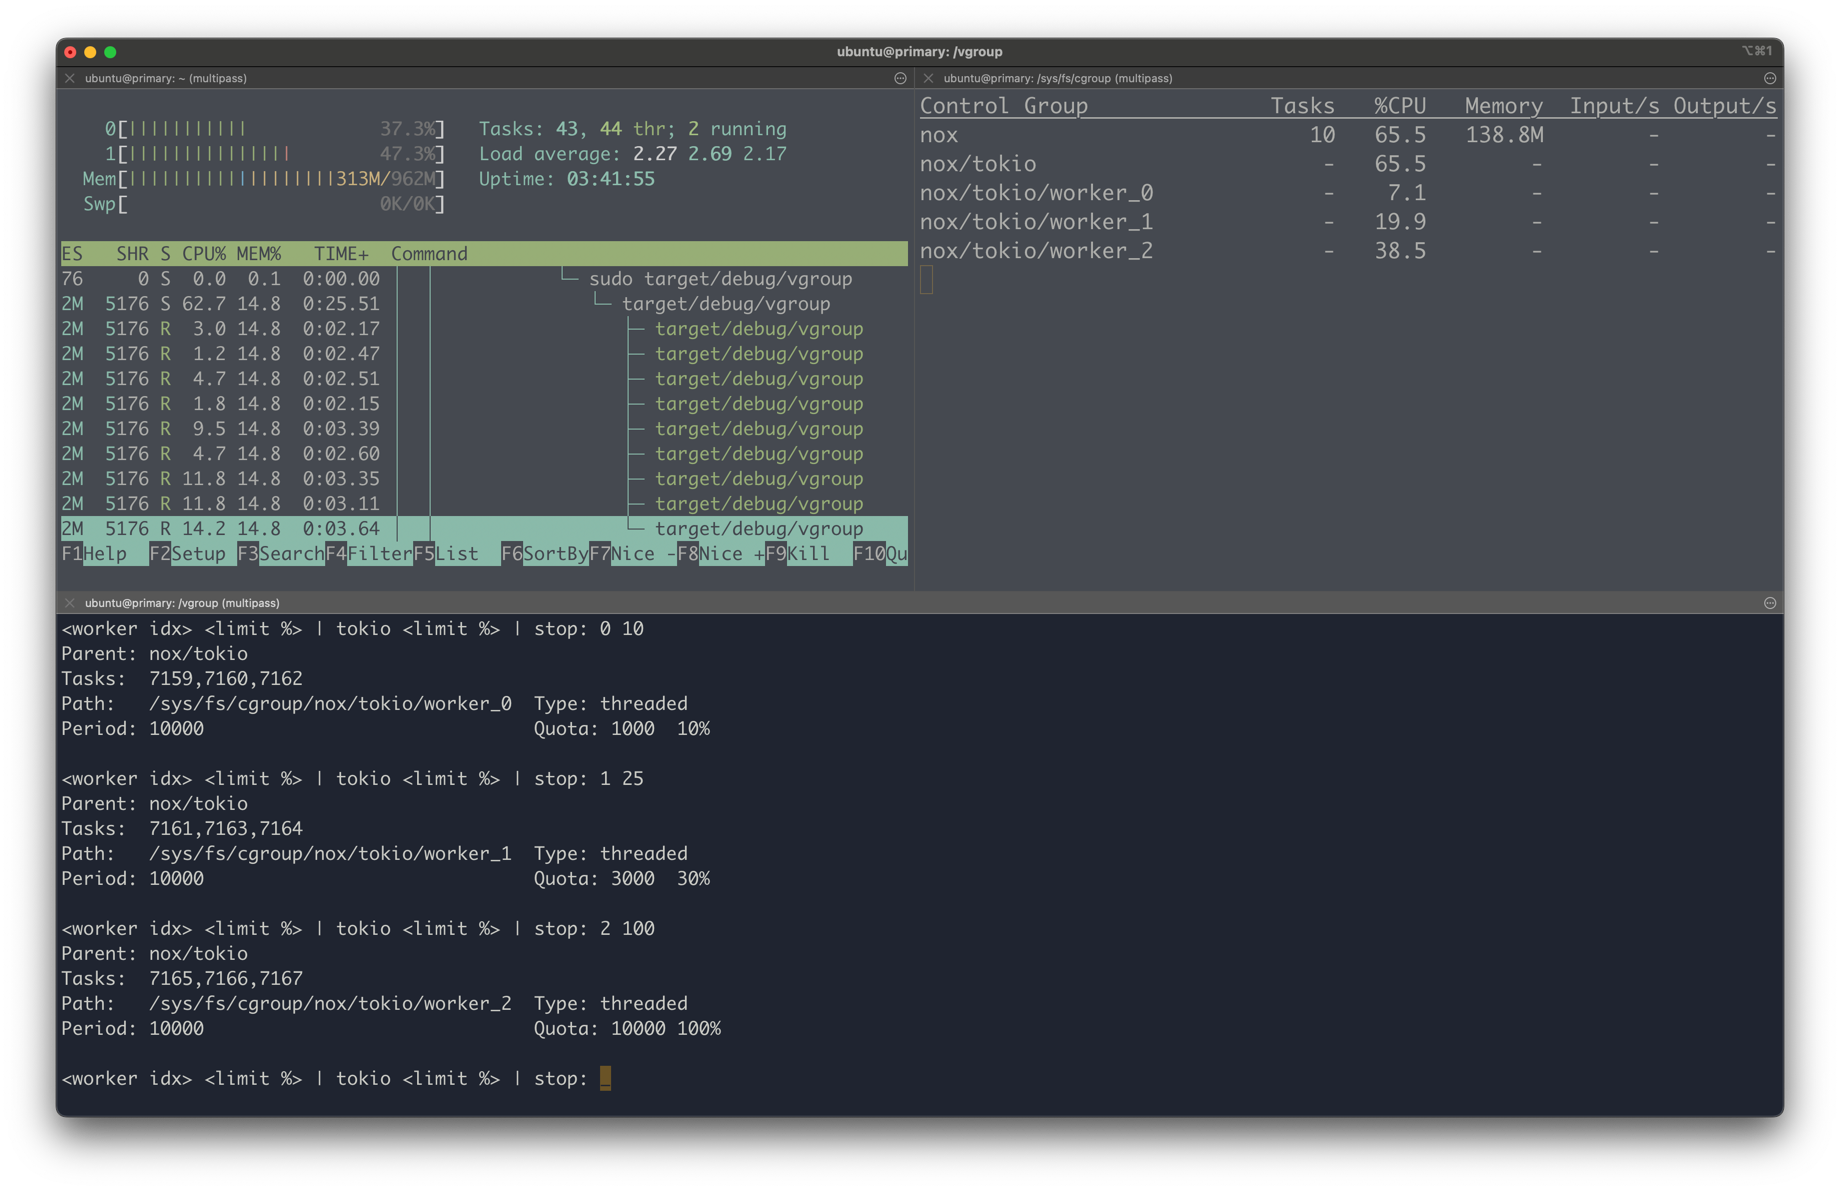 ubuntu@primary: /vgroup
⌥⌘1
ubuntu@primary: ~ (multipass)
0[||||||||||| 37.3%] Tasks: 43, 44 thr; 2 running
1[||||||||||||||| 47.3%] Load average: 2.27 2.69 2.17
Mem[|||||||||||||||||||313M/962M] Uptime: 03:41:55
Swp[ 0K/0K]
ES SHR S CPU% MEM% TIME+ Command
76 0 S 0.0 0.1 0:00.00 │ │ └─ sudo target/debug/vgroup
2M 5176 S 62.7 14.8 0:25.51 │ │ └─ target/debug/vgroup
2M 5176 R 3.0 14.8 0:02.17 │ │ ├─ target/debug/vgroup
2M 5176 R 1.2 14.8 0:02.47 │ │ ├─ target/debug/vgroup
2M 5176 R 4.7 14.8 0:02.51 │ │ ├─ target/debug/vgroup
2M 5176 R 1.8 14.8 0:02.15 │ │ ├─ target/debug/vgroup
2M 5176 R 9.5 14.8 0:03.39 │ │ ├─ target/debug/vgroup
2M 5176 R 4.7 14.8 0:02.60 │ │ ├─ target/debug/vgroup
2M 5176 R 11.8 14.8 0:03.35 │ │ ├─ target/debug/vgroup
2M 5176 R 11.8 14.8 0:03.11 │ │ ├─ target/debug/vgroup
2M 5176 R 14.2 14.8 0:03.64 │ │ └─ target/debug/vgroup
F1Help F2Setup F3SearchF4FilterF5List F6SortByF7Nice -F8Nice +F9Kill F10Qu
ubuntu@primary: /sys/fs/cgroup (multipass)
Control Group Tasks %CPU Memory Input/s Output/s
nox 10 65.5 138.8M - -
nox/tokio - 65.5 - - -
nox/tokio/worker_0 - 7.1 - - -
nox/tokio/worker_1 - 19.9 - - -
nox/tokio/worker_2 - 38.5 - - -
ubuntu@primary: /vgroup (multipass)
<worker idx> <limit %> | tokio <limit %> | stop: 0 10
Parent: nox/tokio
Tasks: 7159,7160,7162
Path: /sys/fs/cgroup/nox/tokio/worker_0 Type: threaded
Period: 10000 Quota: 1000 10%
<worker idx> <limit %> | tokio <limit %> | stop: 1 25
Parent: nox/tokio
Tasks: 7161,7163,7164
Path: /sys/fs/cgroup/nox/tokio/worker_1 Type: threaded
Period: 10000 Quota: 3000 30%
<worker idx> <limit %> | tokio <limit %> | stop: 2 100
Parent: nox/tokio
Tasks: 7165,7166,7167
Path: /sys/fs/cgroup/nox/tokio/worker_2 Type: threaded
Period: 10000 Quota: 10000 100%
<worker idx> <limit %> | tokio <limit %> | stop: _